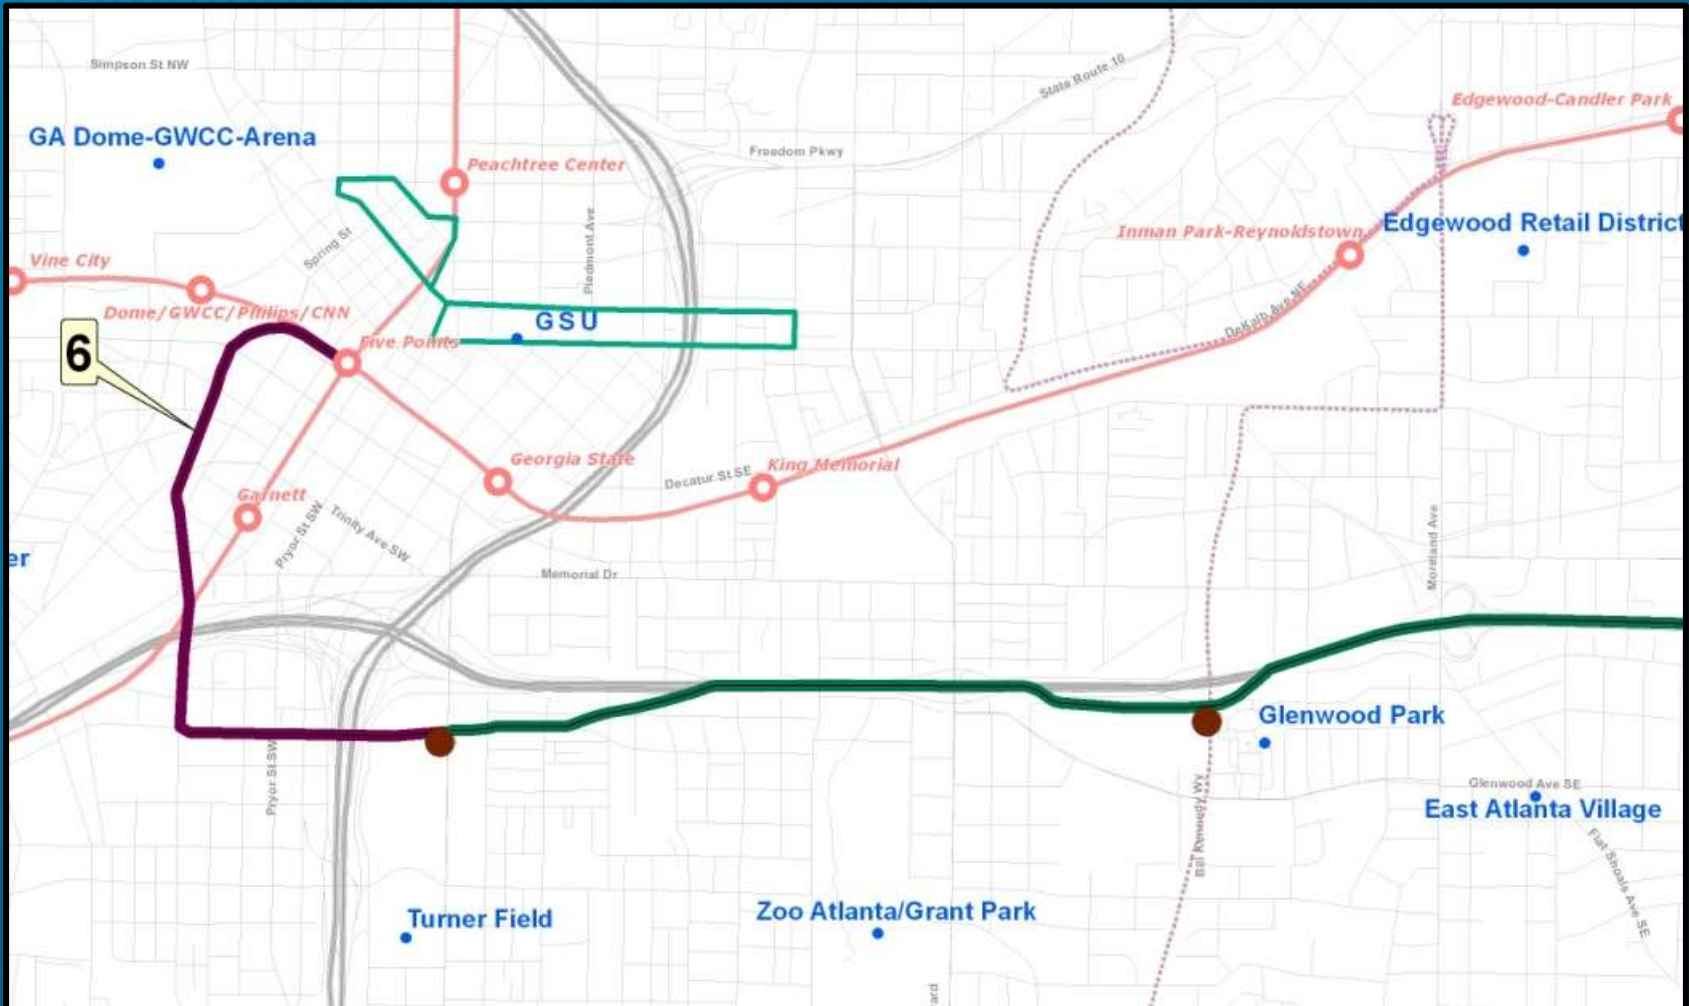 Simpson St NW
State Route 10
Edgewood-Candler Park
GA Dome-GWCC-Arena
Freedom Pkwy
Peachtree Center
Piedmont Ave
Spring St
Inman Park-Reynoldstown
Edgewood Retail District
Vine City
Dome/GWCC/Philips/CNN
DeKalb Ave NE
GSU
Five Points
6
Georgia State
Decatur St SE
King Memorial
Garnett
Pryor St SW
Trinity Ave SW
Moreland Ave
er
Memorial Dr
Glenwood Park
Pryor St SW
Bill Kennedy Wy
Glenwood Ave SE
East Atlanta Village
Flat Shoals Ave SE
Turner Field
Zoo Atlanta/Grant Park
ard